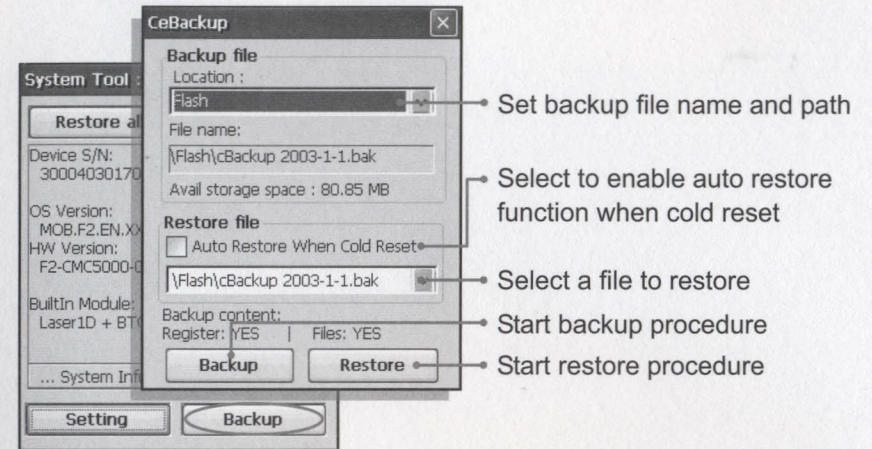 CeBackup
Backup file
Location :
Flash
File name:
\Flash\cBackup 2003-1-1.bak
Avail storage space : 80.85 MB
Restore file
Auto Restore When Cold Reset
\Flash\cBackup 2003-1-1.bak
Backup content:
Register: YES | Files: YES
Backup Restore
System Tool :
Restore al
Device S/N:
30004030170
OS Version:
MOB.F2.EN.XX
HW Version:
F2-CMC5000-0
BuiltIn Module:
Laser1D + BT
... System Inf
Setting Backup
Set backup file name and path
Select to enable auto restore
function when cold reset
Select a file to restore
Start backup procedure
Start restore procedure